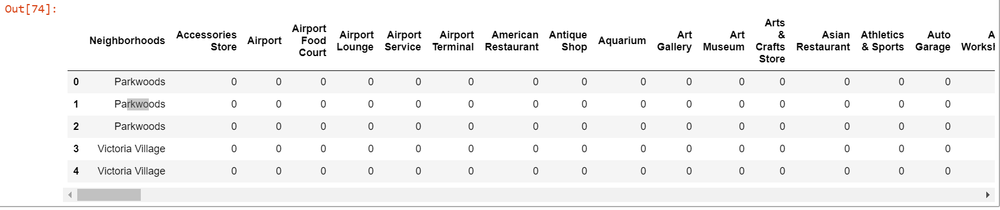 Out[74]:
Neighborhoods Accessories Store Airport Airport Food Court Airport Lounge Airport Service Airport Terminal American Restaurant Antique Shop Aquarium Art Gallery Art Museum Arts & Crafts Store Asian Restaurant Athletics & Sports Auto Garage
0 Parkwoods 0 0 0 0 0 0 0 0 0 0 0 0 0 0 0
1 Parkwoods 0 0 0 0 0 0 0 0 0 0 0 0 0 0 0
2 Parkwoods 0 0 0 0 0 0 0 0 0 0 0 0 0 0 0
3 Victoria Village 0 0 0 0 0 0 0 0 0 0 0 0 0 0 0
4 Victoria Village 0 0 0 0 0 0 0 0 0 0 0 0 0 0 0